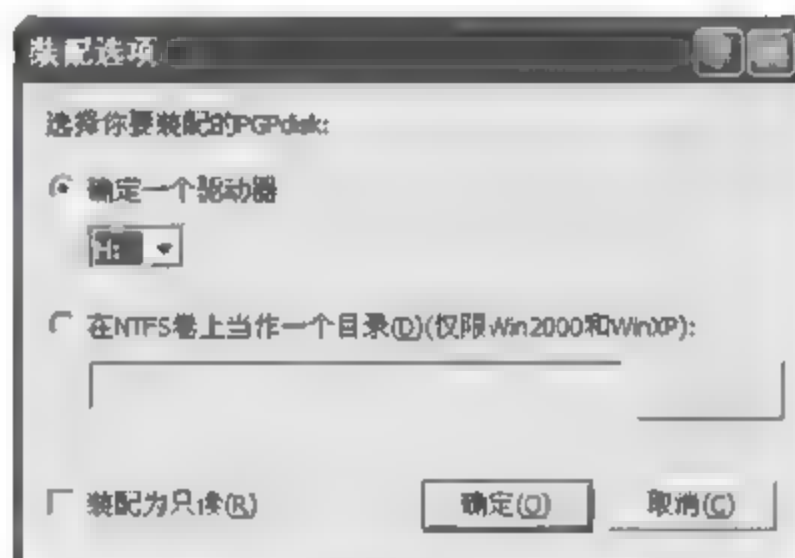 装配选项
选择你要装配的PGPdisk:
确定一个驱动器
H:
在NTFS卷上当作一个目录(D)(仅限Win2000和WinXP):
装配为只读(R)
确定(O)
取消(C)